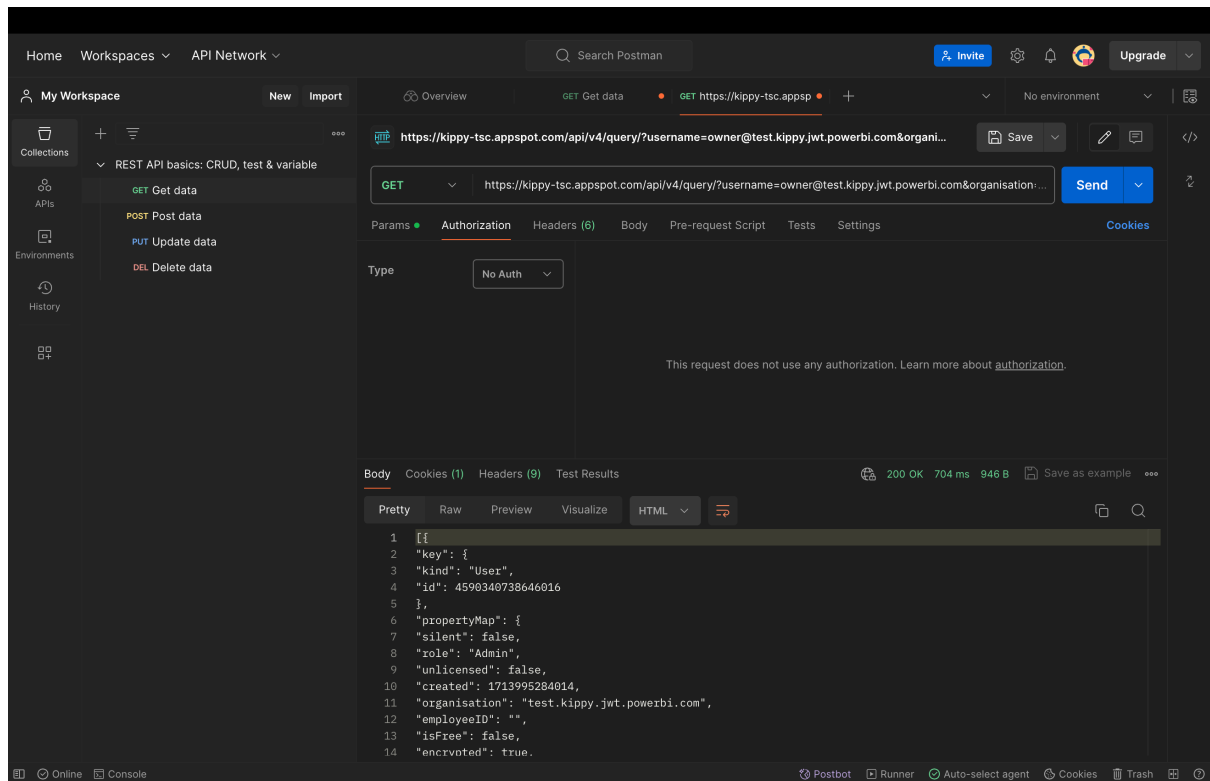 Home Workspaces API Network Search Postman Invite Upgrade
My Workspace New Import Overview GET Get data GET https://kippy-tsc.appsp No environment
Collections
APIs
Environments
History
REST API basics: CRUD, test & variable
GET Get data
POST Post data
PUT Update data
DEL Delete data
HTTP https://kippy-tsc.appspot.com/api/v4/query/?username=owner@test.kippy.jwt.powerbi.com&organi... Save
GET https://kippy-tsc.appspot.com/api/v4/query/?username=owner@test.kippy.jwt.powerbi.com&organisation:... Send
Params Authorization Headers (6) Body Pre-request Script Tests Settings Cookies
Type No Auth
This request does not use any authorization. Learn more about authorization.
Body Cookies (1) Headers (9) Test Results 200 OK 704 ms 946 B Save as example
Pretty Raw Preview Visualize HTML
1 [{
2 "key": {
3 "kind": "User",
4 "id": 4590340738646016
5 },
6 "propertyMap": {
7 "silent": false,
8 "role": "Admin",
9 "unlicensed": false,
10 "created": 1713995284014,
11 "organisation": "test.kippy.jwt.powerbi.com",
12 "employeeID": "",
13 "isFree": false,
14 "encrypted": true,
Online Console Postbot Runner Auto-select agent Cookies Trash